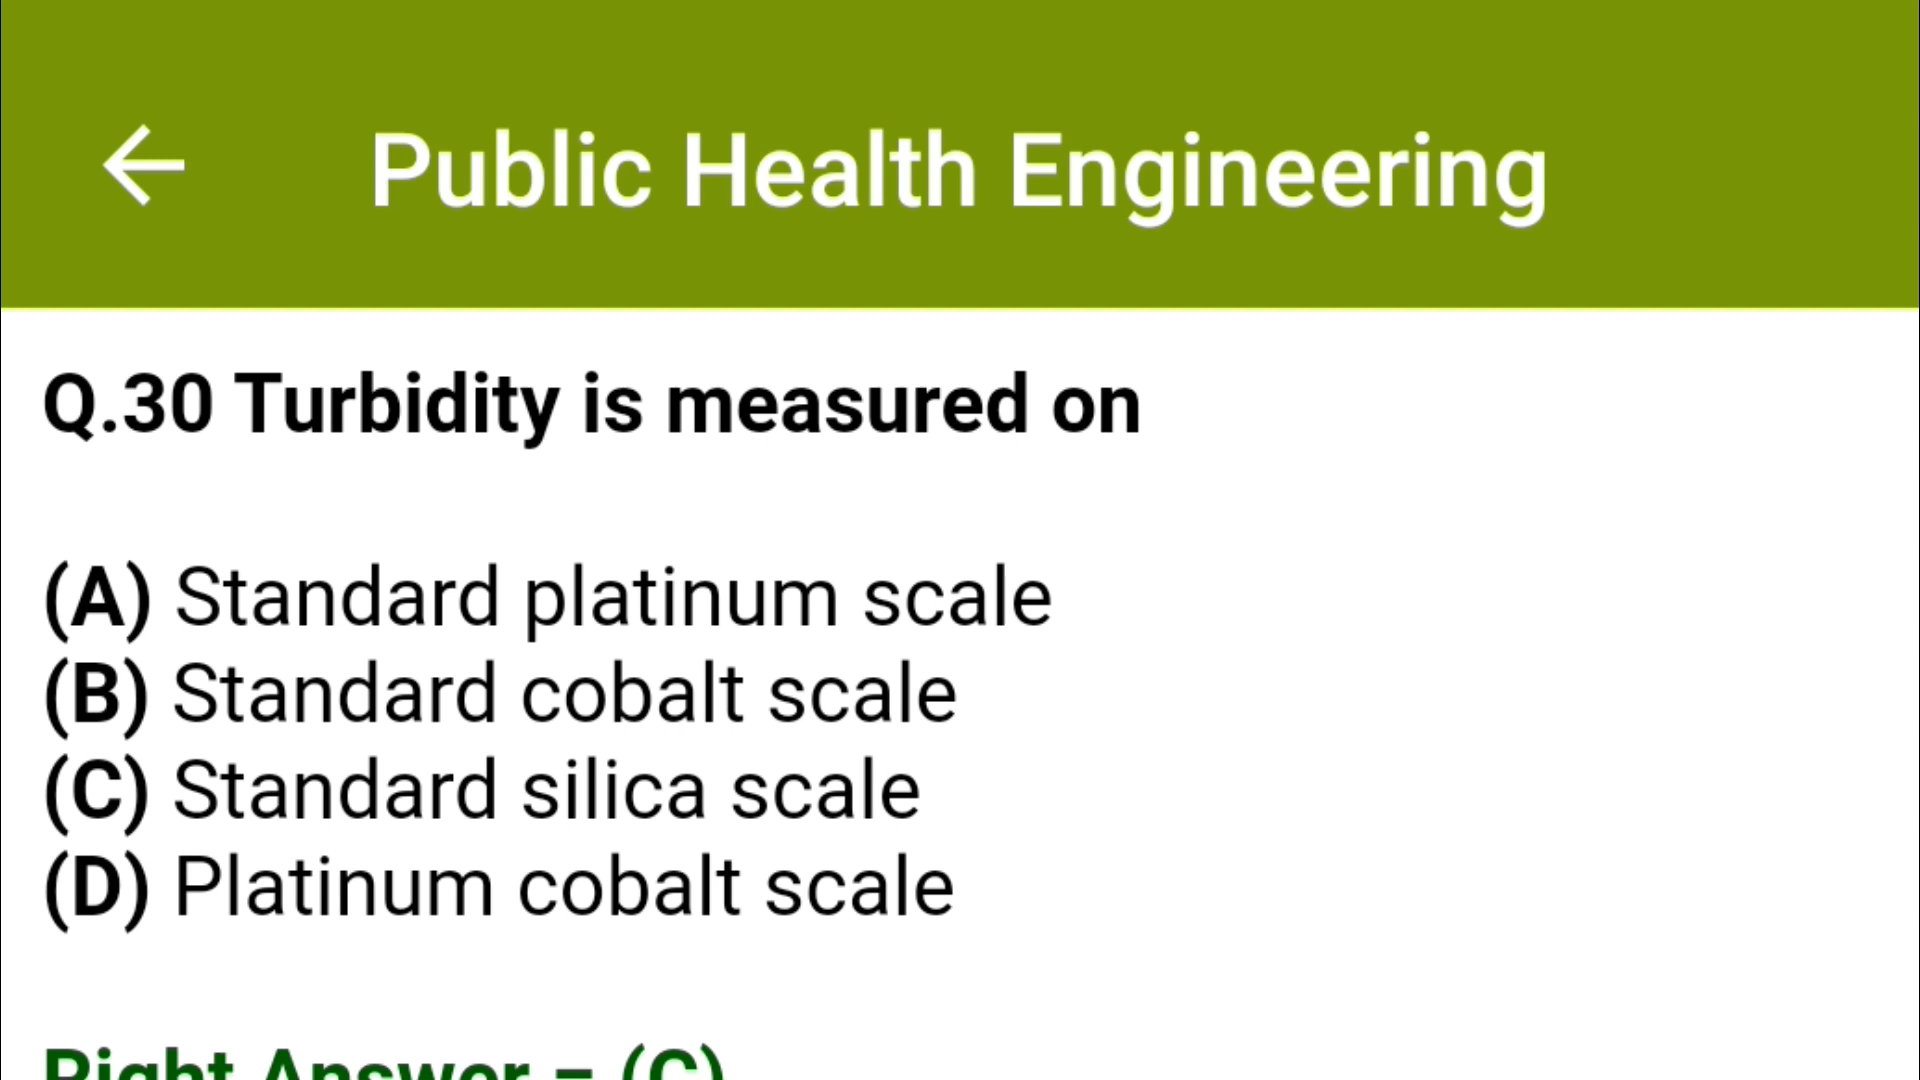 Public Health Engineering
Q.30 Turbidity is measured on
(A) Standard platinum scale
(B) Standard cobalt scale
(C) Standard silica scale
(D) Platinum cobalt scale
Right Answer = (C)